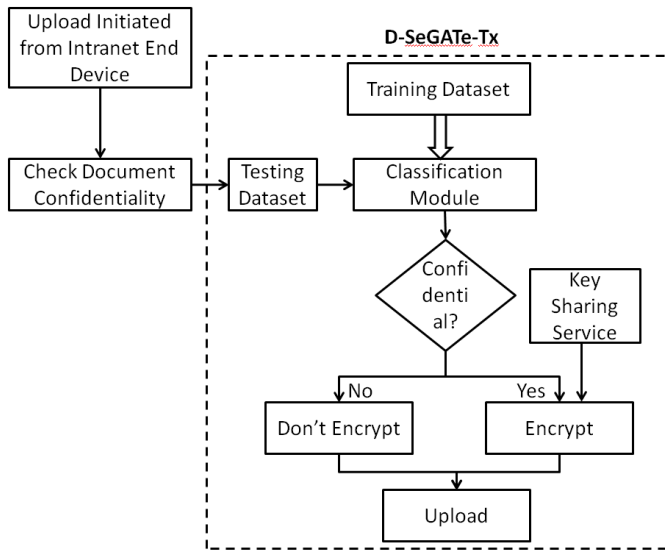 Upload Initiated
from Intranet End
Device
D-SeGATe-Tx
Training Dataset
Check Document
Confidentiality
Testing
Dataset
Classification
Module
Confi
denti
al?
Key
Sharing
Service
No
Yes
Don't Encrypt
Encrypt
Upload